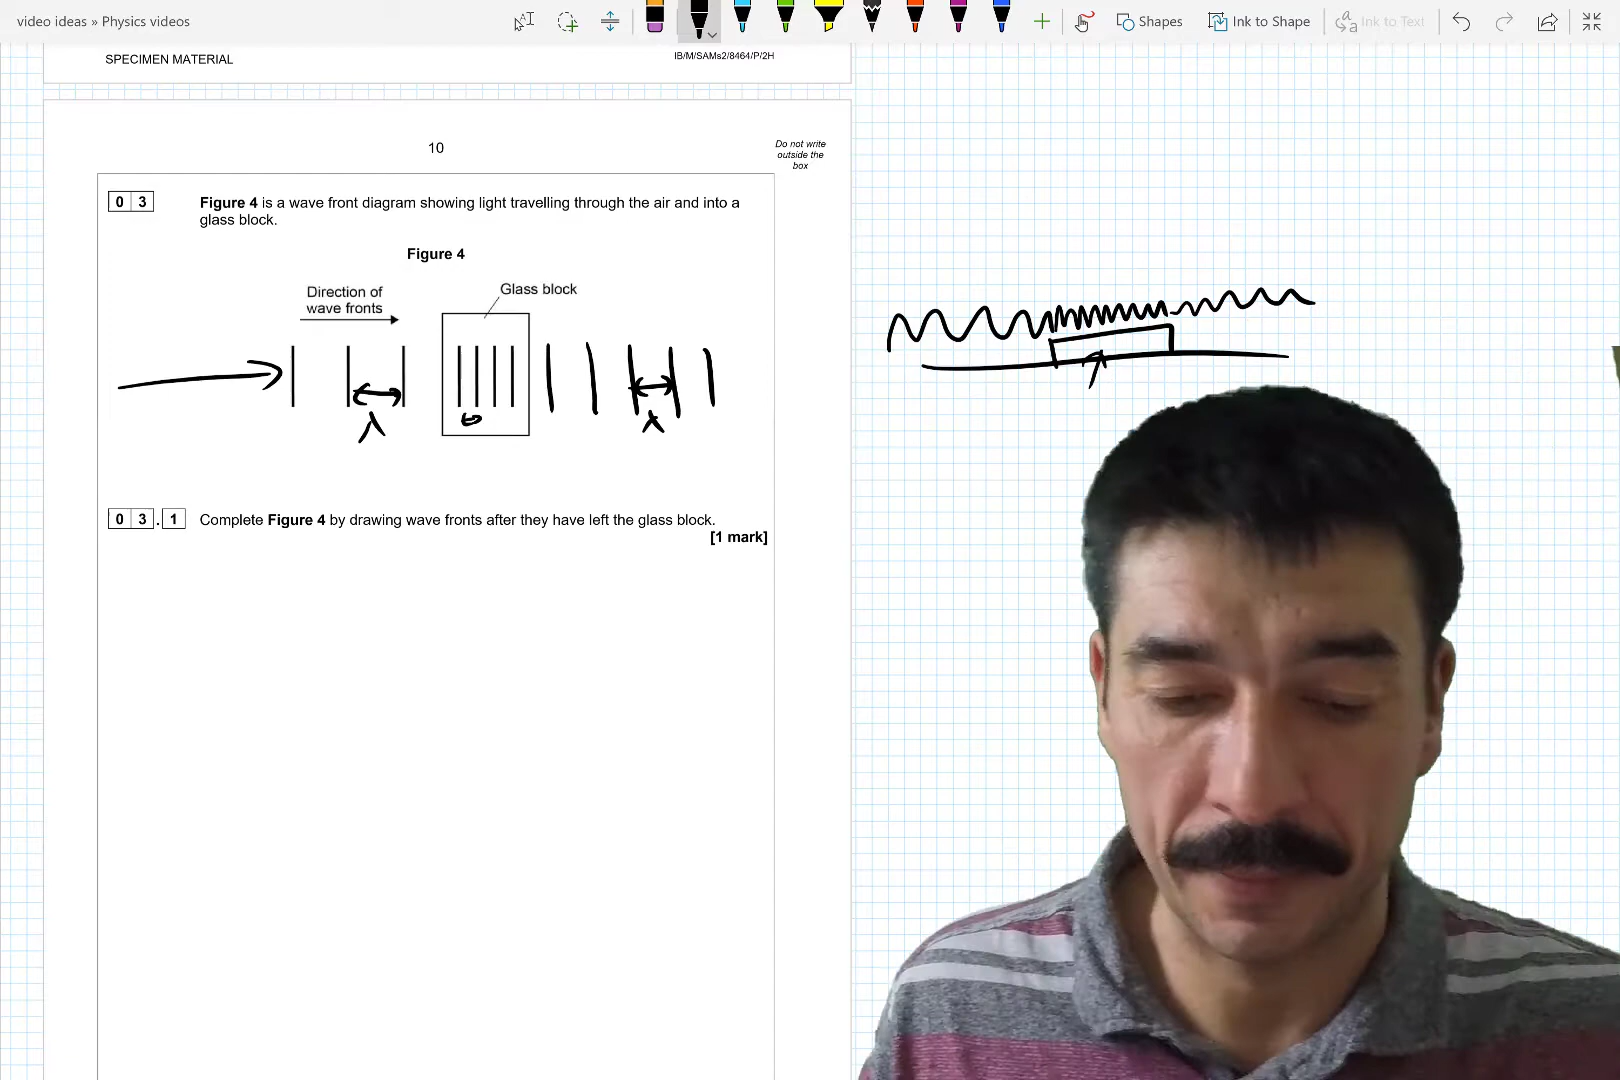 video ideas » Physics videos
Shapes
Ink to Shape
Ink to Text
SPECIMEN MATERIAL
IB/M/SAMs2/8464/P/2H
10
Do not write
outside the
box
0 3
Figure 4 is a wave front diagram showing light travelling through the air and into a
glass block.
Figure 4
Direction of
wave fronts
Glass block
λ
λ
0 3 . 1 Complete Figure 4 by drawing wave fronts after they have left the glass block.
[1 mark]